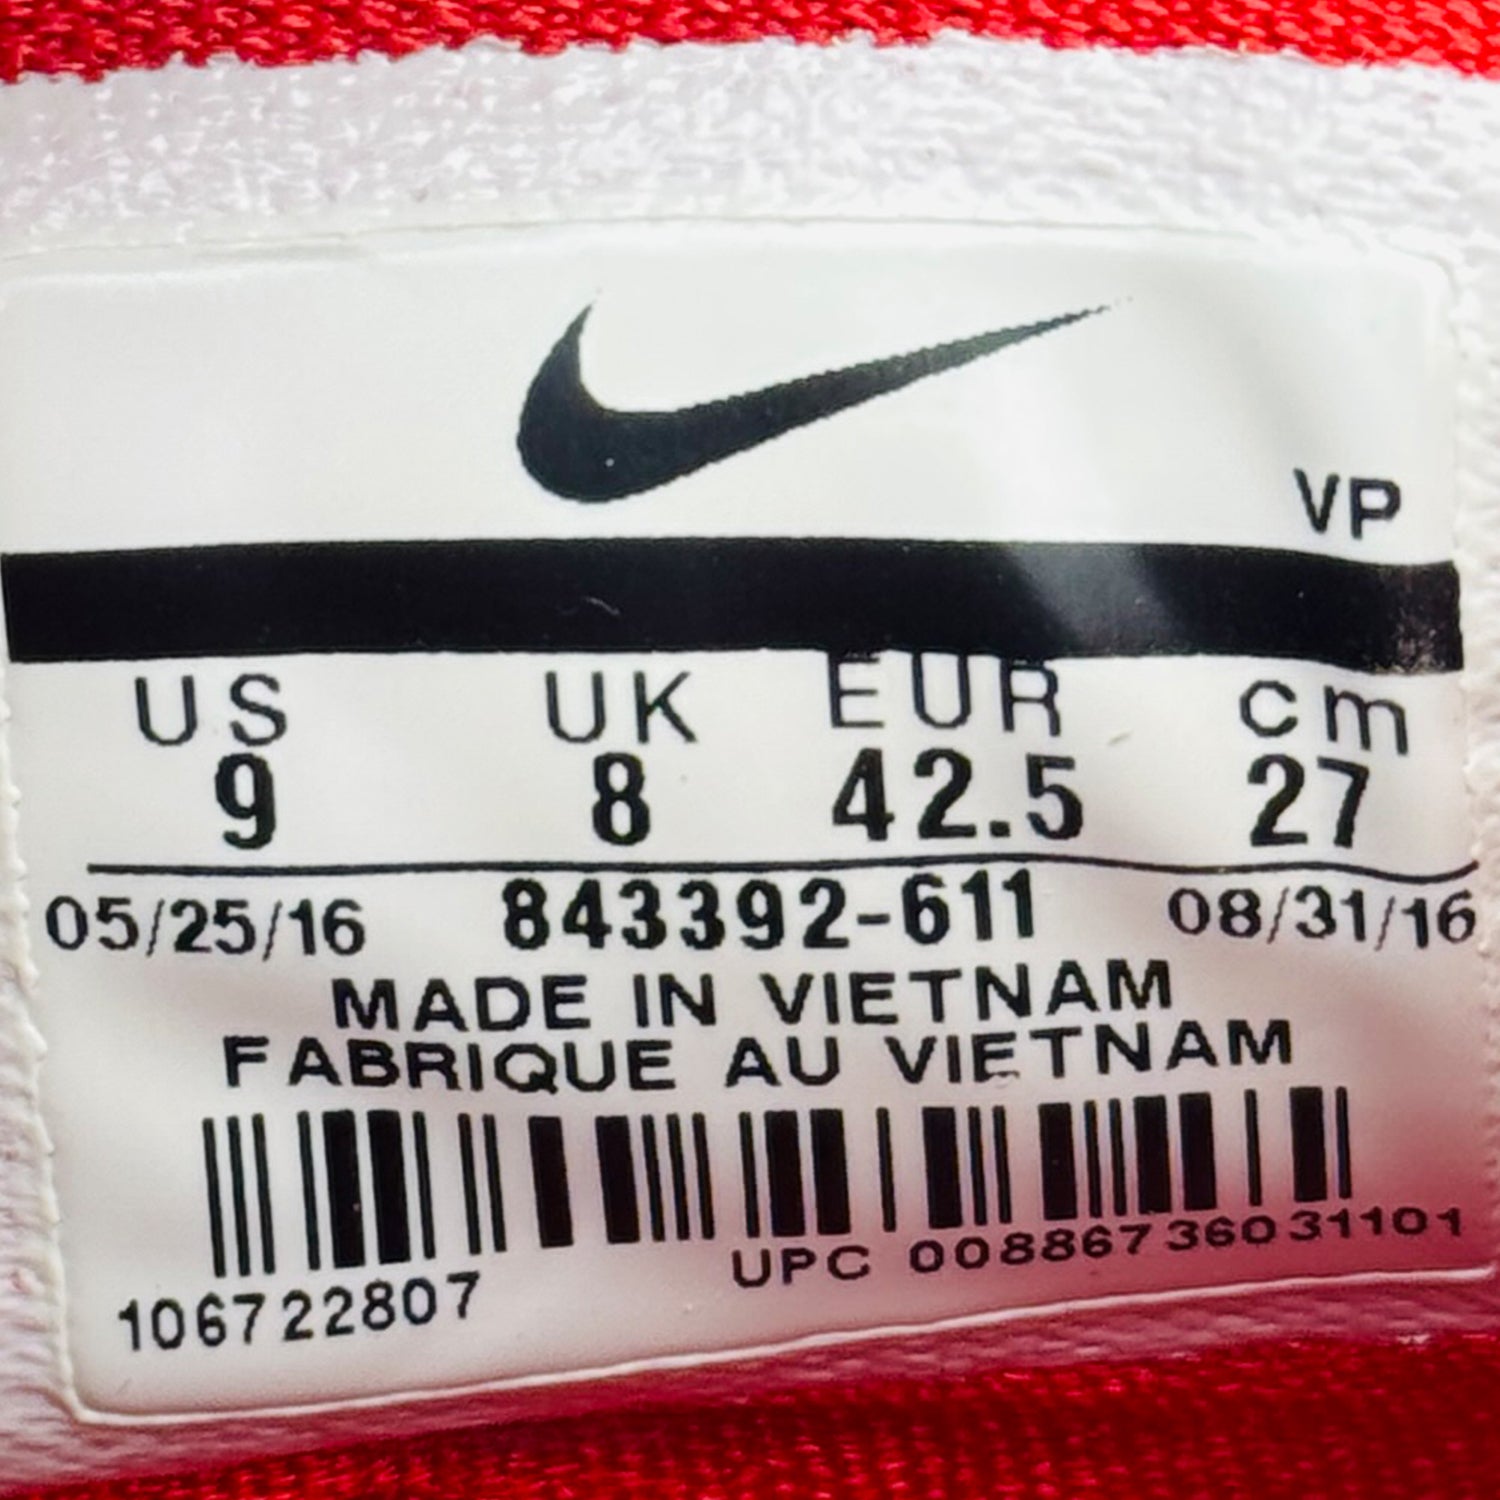 VP
US UK EUR cm
9 8 42.5 27
05/25/16 843392-611 08/31/16
MADE IN VIETNAM
FABRIQUE AU VIETNAM
UPC 00886736031101
106722807